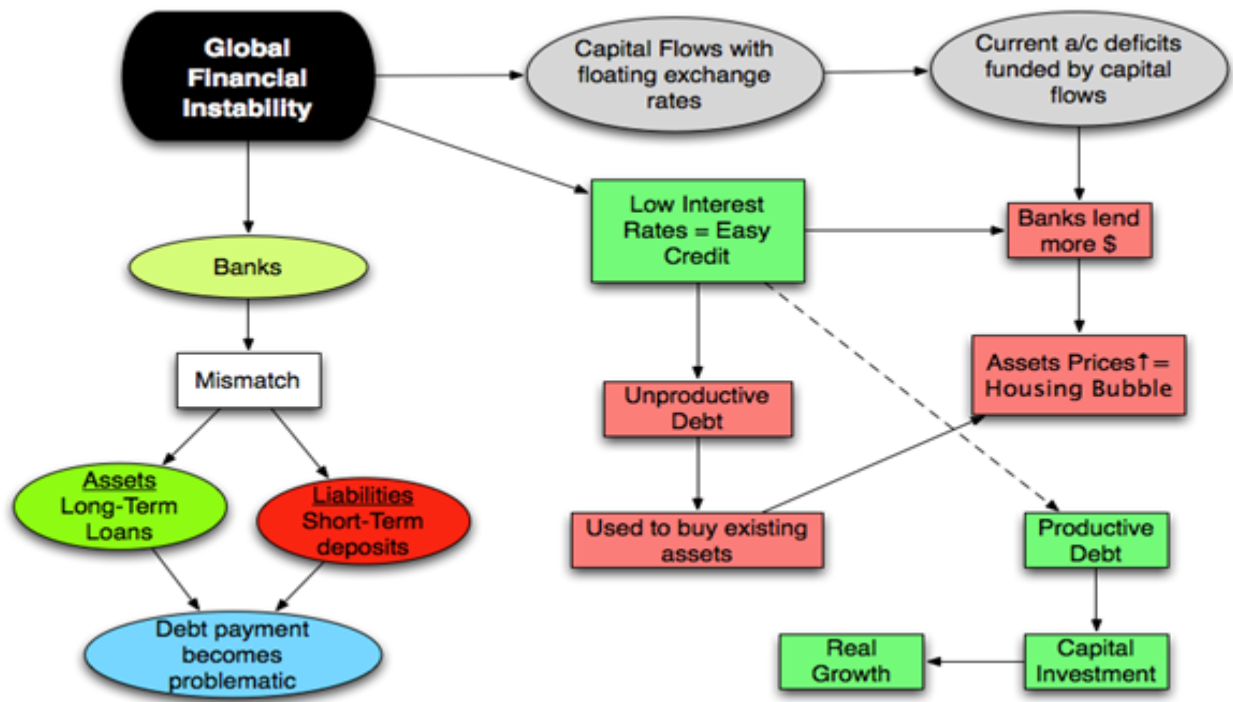 Global
Financial
Instability
Capital Flows with
floating exchange
rates
Current a/c deficits
funded by capital
flows
Low Interest
Rates = Easy
Credit
Banks lend
more $
Banks
Mismatch
Assets Prices↑=
Housing Bubble
Unproductive
Debt
Assets
Long-Term
Loans
Liabilities
Short-Term
deposits
Used to buy existing
assets
Productive
Debt
Debt payment
becomes
problematic
Real
Growth
Capital
Investment